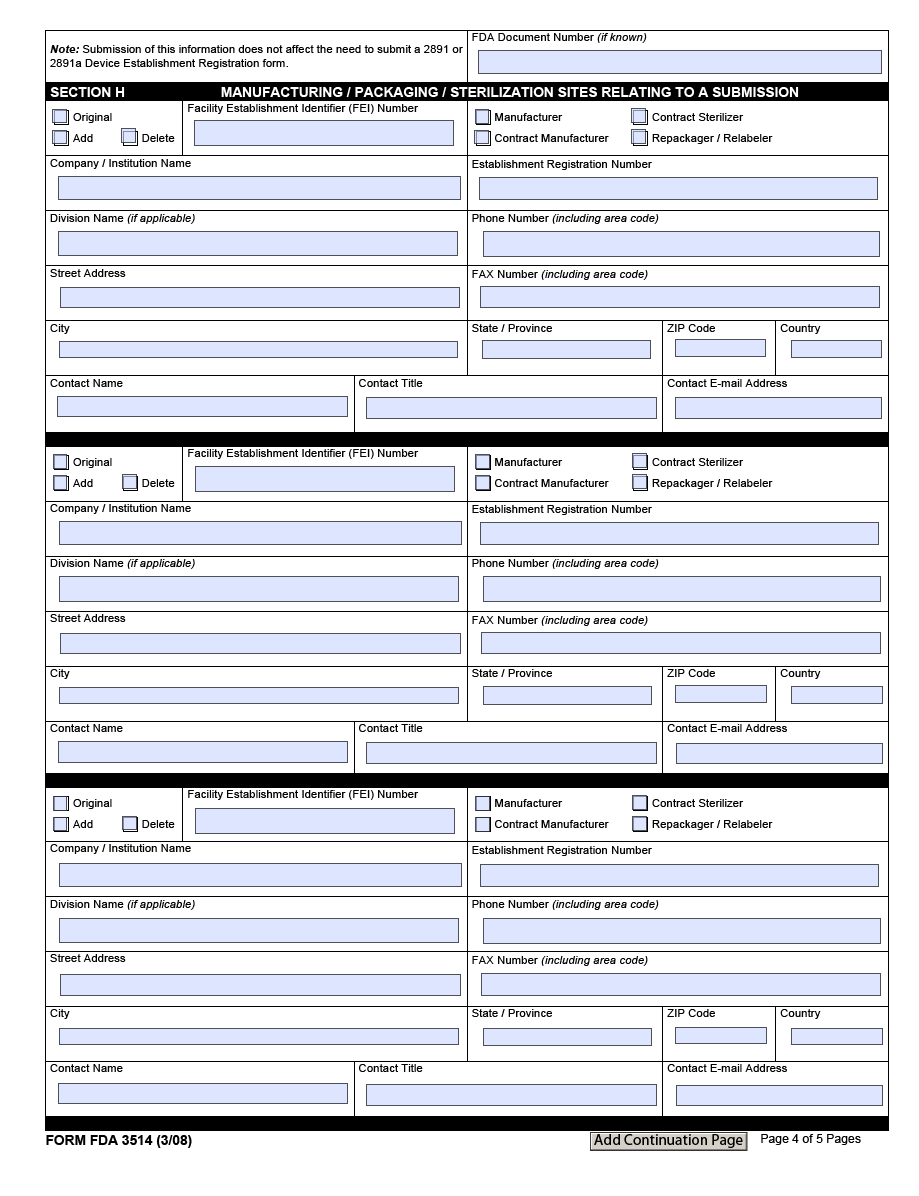 Note: Submission of this information does not affect the need to submit a 2891 or
2891a Device Establishment Registration form.
FDA Document Number (if known)
SECTION H MANUFACTURING / PACKAGING / STERILIZATION SITES RELATING TO A SUBMISSION
Original
Add Delete
Facility Establishment Identifier (FEI) Number
Manufacturer Contract Sterilizer
Contract Manufacturer Repackager / Relabeler
Company / Institution Name Establishment Registration Number
Division Name (if applicable) Phone Number (including area code)
Street Address FAX Number (including area code)
City State / Province ZIP Code Country
Contact Name Contact Title Contact E-mail Address
Original
Add Delete
Facility Establishment Identifier (FEI) Number
Manufacturer Contract Sterilizer
Contract Manufacturer Repackager / Relabeler
Company / Institution Name Establishment Registration Number
Division Name (if applicable) Phone Number (including area code)
Street Address FAX Number (including area code)
City State / Province ZIP Code Country
Contact Name Contact Title Contact E-mail Address
Original
Add Delete
Facility Establishment Identifier (FEI) Number
Manufacturer Contract Sterilizer
Contract Manufacturer Repackager / Relabeler
Company / Institution Name Establishment Registration Number
Division Name (if applicable) Phone Number (including area code)
Street Address FAX Number (including area code)
City State / Province ZIP Code Country
Contact Name Contact Title Contact E-mail Address
FORM FDA 3514 (3/08) Add Continuation Page Page 4 of 5 Pages